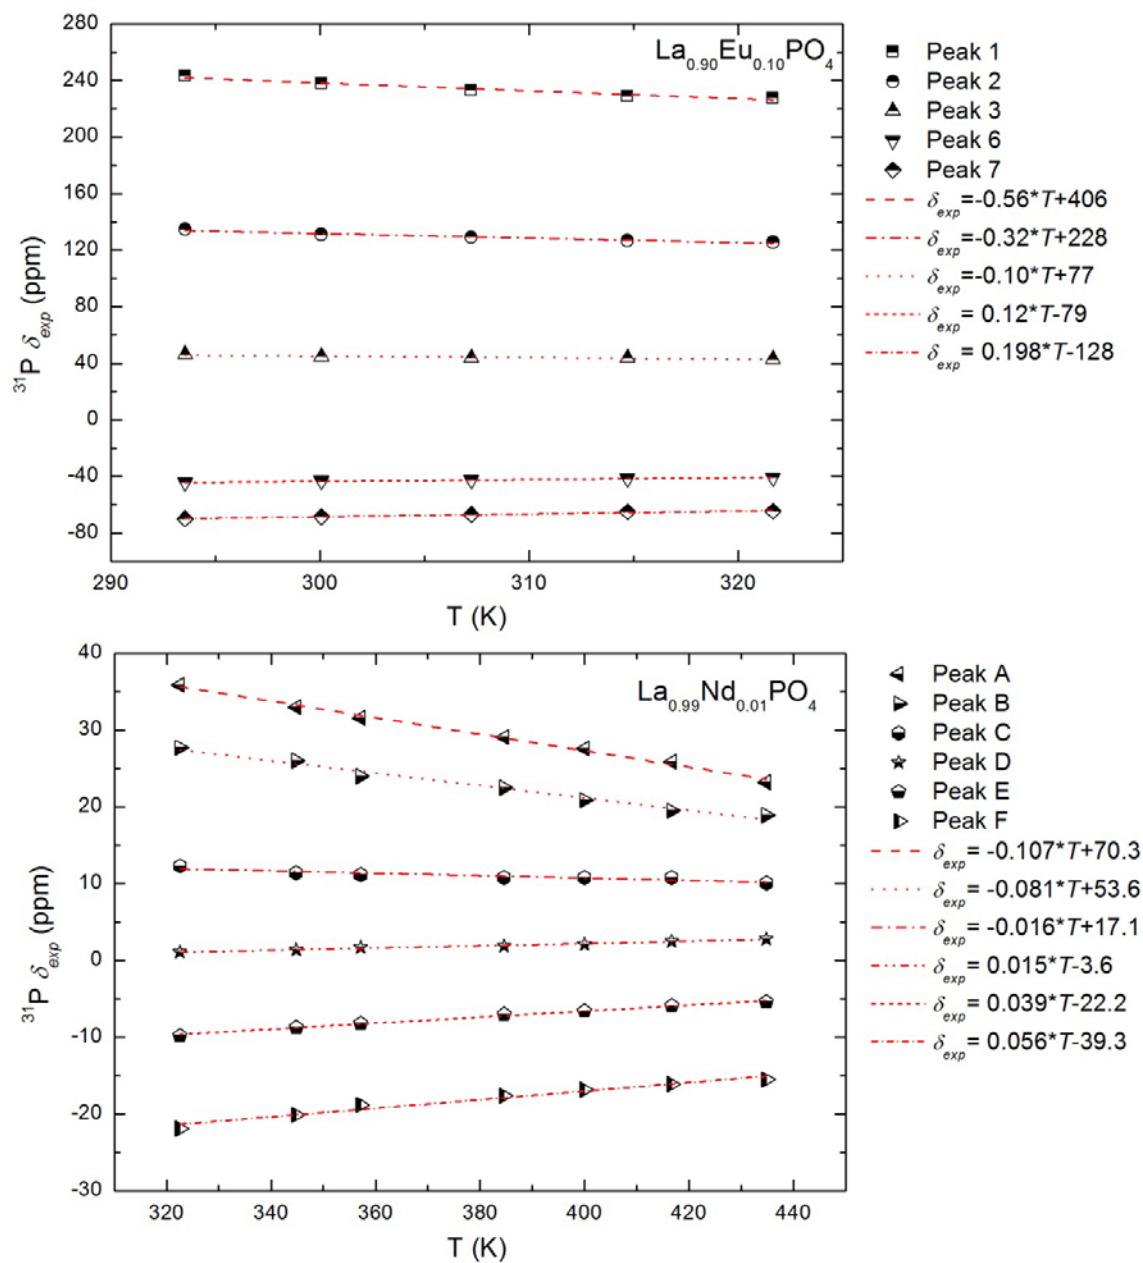 La0.90Eu0.10PO4
280
240
200
160
120
80
40
0
-40
-80
31P δexp (ppm)
290
300
310
320
T (K)
Peak 1
Peak 2
Peak 3
Peak 6
Peak 7
δexp=-0.56*T+406
δexp=-0.32*T+228
δexp=-0.10*T+77
δexp= 0.12*T-79
δexp= 0.198*T-128
La0.99Nd0.01PO4
40
30
20
10
0
-10
-20
-30
31P δexp (ppm)
320
340
360
380
400
420
440
T (K)
Peak A
Peak B
Peak C
Peak D
Peak E
Peak F
δexp= -0.107*T+70.3
δexp= -0.081*T+53.6
δexp= -0.016*T+17.1
δexp= 0.015*T-3.6
δexp= 0.039*T-22.2
δexp= 0.056*T-39.3